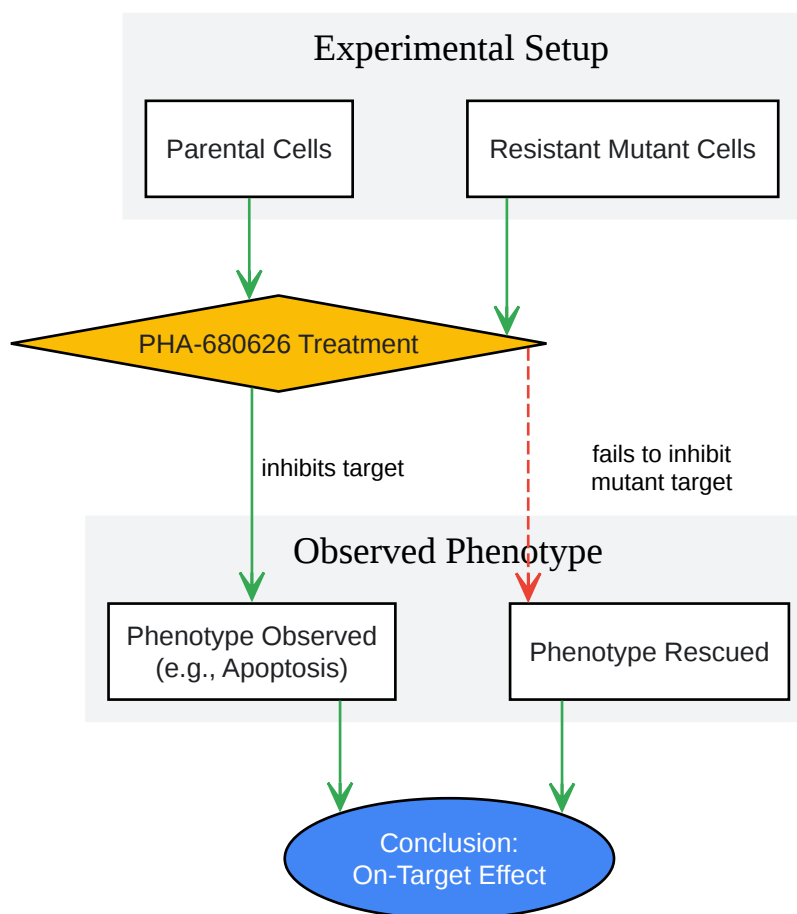 Experimental Setup
Parental Cells
Resistant Mutant Cells
PHA-680626 Treatment
inhibits target
fails to inhibit
mutant target
Observed Phenotype
Phenotype Observed
(e.g., Apoptosis)
Phenotype Rescued
Conclusion:
On-Target Effect